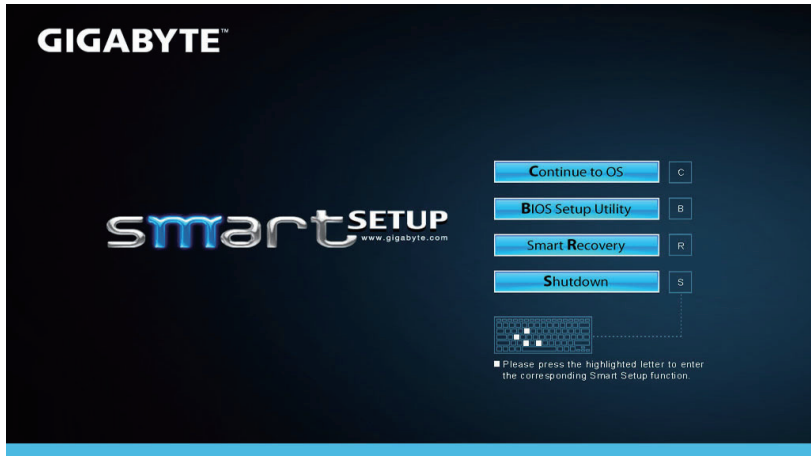 GIGABYTE™
smart SETUP
www.gigabyte.com
Continue to OS C
BIOS Setup Utility B
Smart Recovery R
Shutdown S
Please press the highlighted letter to enter
the corresponding Smart Setup function.